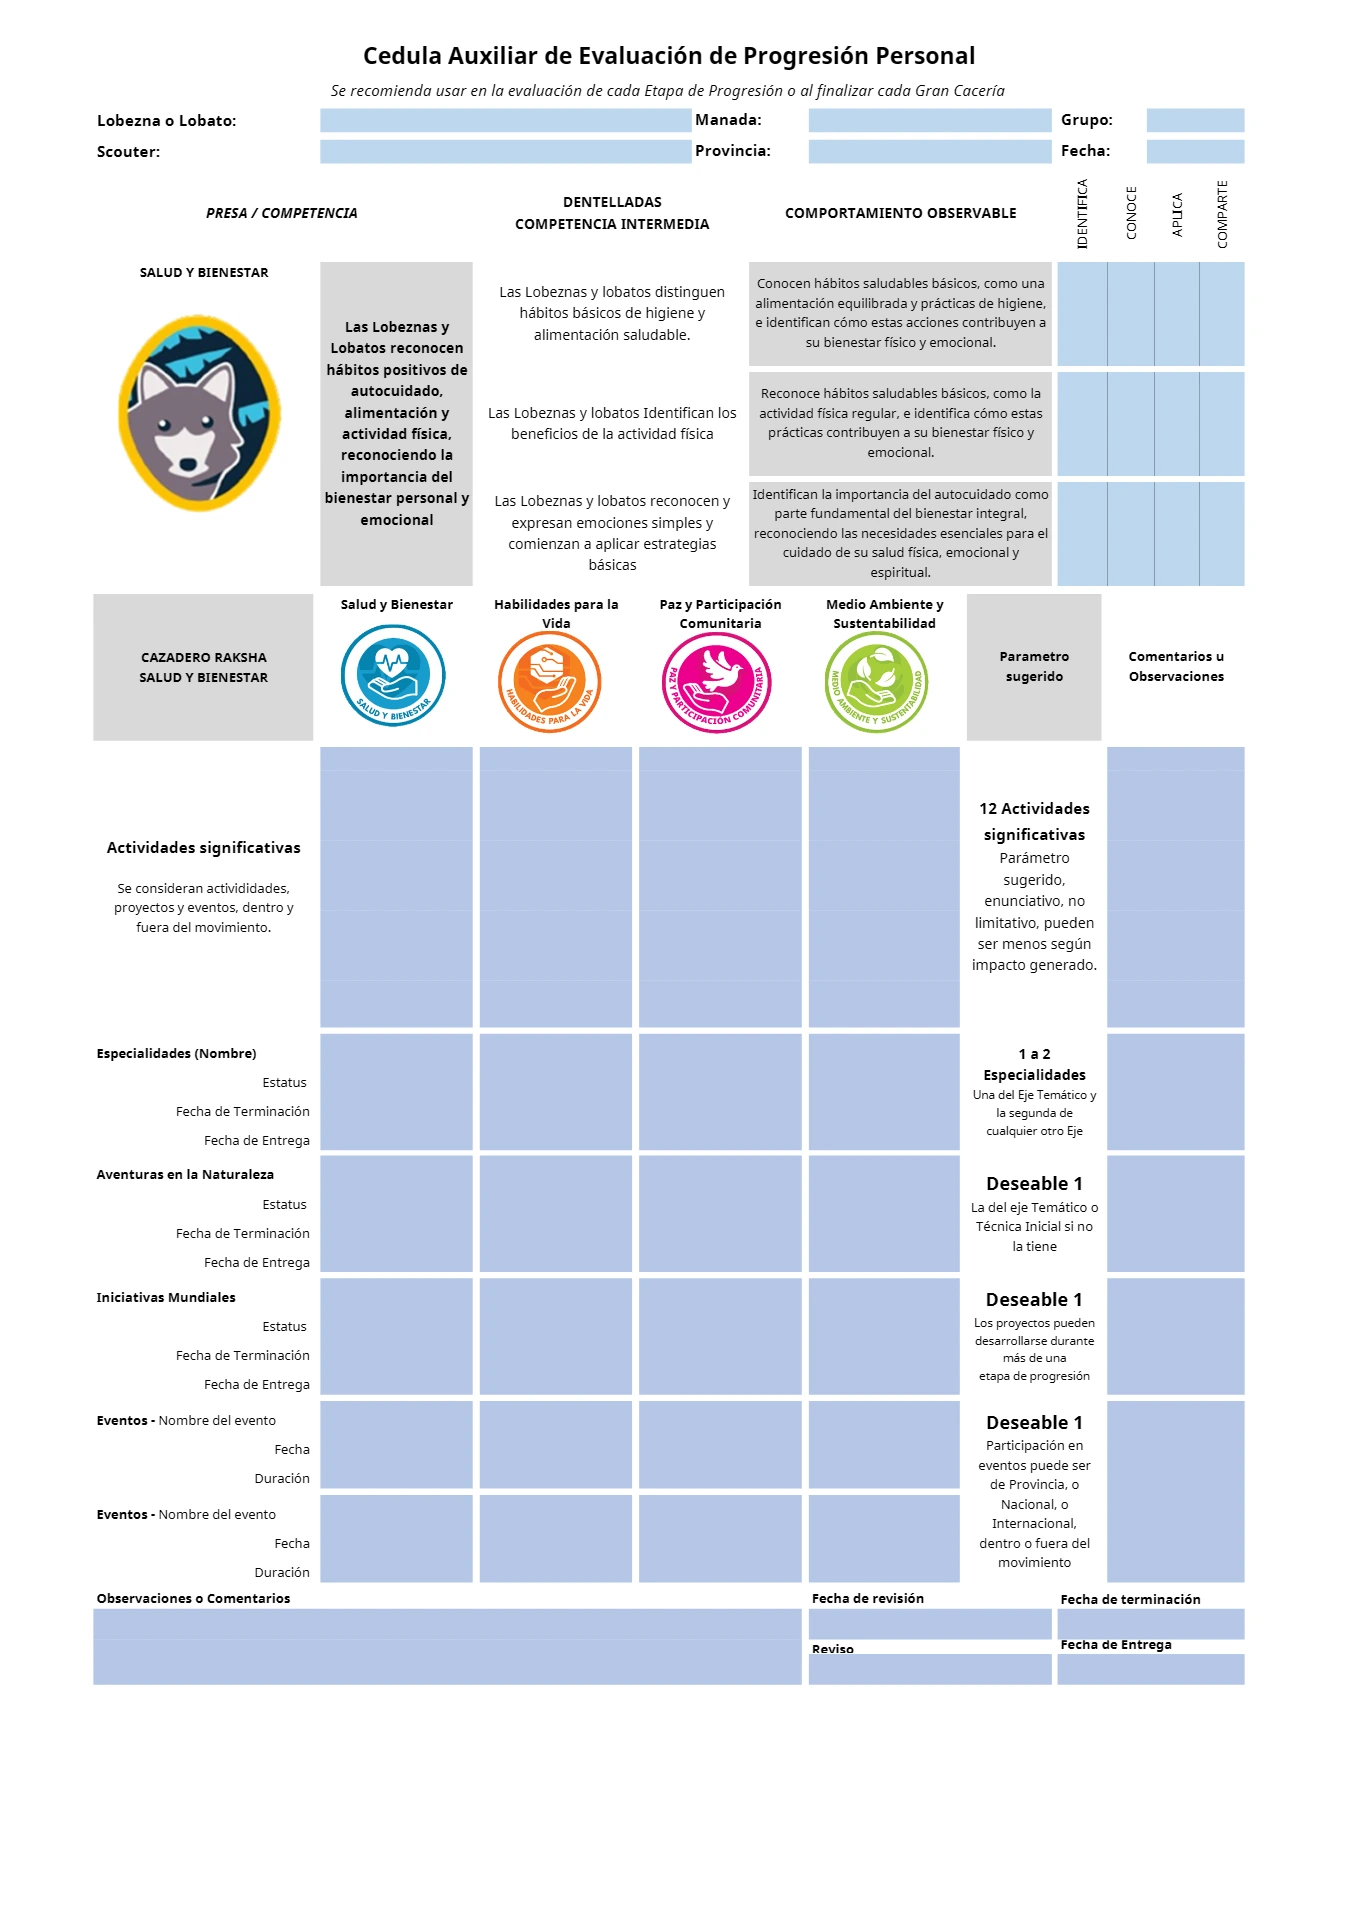 Cedula Auxiliar de Evaluación de Progresión Personal
Se recomienda usar en la evaluación de cada Etapa de Progresión o al finalizar cada Gran Cacería
Lobezna o Lobato:
Manada:
Grupo:
Scouter:
Provincia:
Fecha:
PRESA / COMPETENCIA
DENTELLADAS
COMPETENCIA INTERMEDIA
COMPORTAMIENTO OBSERVABLE
IDENTIFICA
CONOCE
APLICA
COMPARTE
SALUD Y BIENESTAR
Las Lobeznas y
Lobatos reconocen
hábitos positivos de
autocuidado,
alimentación y
actividad física,
reconociendo la
importancia del
bienestar personal y
emocional
Las Lobeznas y lobatos distinguen
hábitos básicos de higiene y
alimentación saludable.
Conocen hábitos saludables básicos, como una
alimentación equilibrada y prácticas de higiene,
e identifican cómo estas acciones contribuyen a
su bienestar físico y emocional.
Las Lobeznas y lobatos Identifican los
beneficios de la actividad física
Reconoce hábitos saludables básicos, como la
actividad física regular, e identifica cómo estas
prácticas contribuyen a su bienestar físico y
emocional.
Las Lobeznas y lobatos reconocen y
expresan emociones simples y
comienzan a aplicar estrategias
básicas
Identifican la importancia del autocuidado como
parte fundamental del bienestar integral,
reconociendo las necesidades esenciales para el
cuidado de su salud física, emocional y
espiritual.
CAZADERO RAKSHA
SALUD Y BIENESTAR
Salud y Bienestar
SALUD Y BIENESTAR
Habilidades para la
Vida
HABILIDADES PARA LA VIDA
Paz y Participación
Comunitaria
PAZ Y PARTICIPACIÓN COMUNITARIA
Medio Ambiente y
Sustentabilidad
MEDIO AMBIENTE Y SUSTENTABILIDAD
Parametro
sugerido
Comentarios u
Observaciones
Actividades significativas
Se consideran activididades,
proyectos y eventos, dentro y
fuera del movimiento.
12 Actividades
significativas
Parámetro
sugerido,
enunciativo, no
limitativo, pueden
ser menos según
impacto generado.
Especialidades (Nombre)
Estatus
Fecha de Terminación
Fecha de Entrega
1 a 2
Especialidades
Una del Eje Temático y
la segunda de
cualquier otro Eje
Aventuras en la Naturaleza
Estatus
Fecha de Terminación
Fecha de Entrega
Deseable 1
La del eje Temático o
Técnica Inicial si no
la tiene
Iniciativas Mundiales
Estatus
Fecha de Terminación
Fecha de Entrega
Deseable 1
Los proyectos pueden
desarrollarse durante
más de una
etapa de progresión
Eventos - Nombre del evento
Fecha
Duración
Eventos - Nombre del evento
Fecha
Duración
Deseable 1
Participación en
eventos puede ser
de Provincia, o
Nacional, o
Internacional,
dentro o fuera del
movimiento
Observaciones o Comentarios
Fecha de revisión
Fecha de terminación
Reviso
Fecha de Entrega